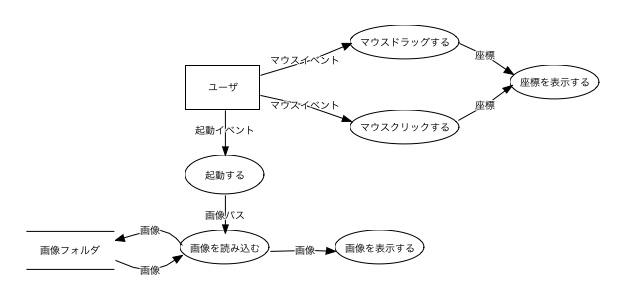 マウスドラッグする
マウスイベント
座標
ユーザ
座標を表示する
マウスイベント
座標
マウスクリックする
起動イベント
起動する
画像パス
画像
画像フォルダ
画像を読み込む
画像
画像を表示する
画像